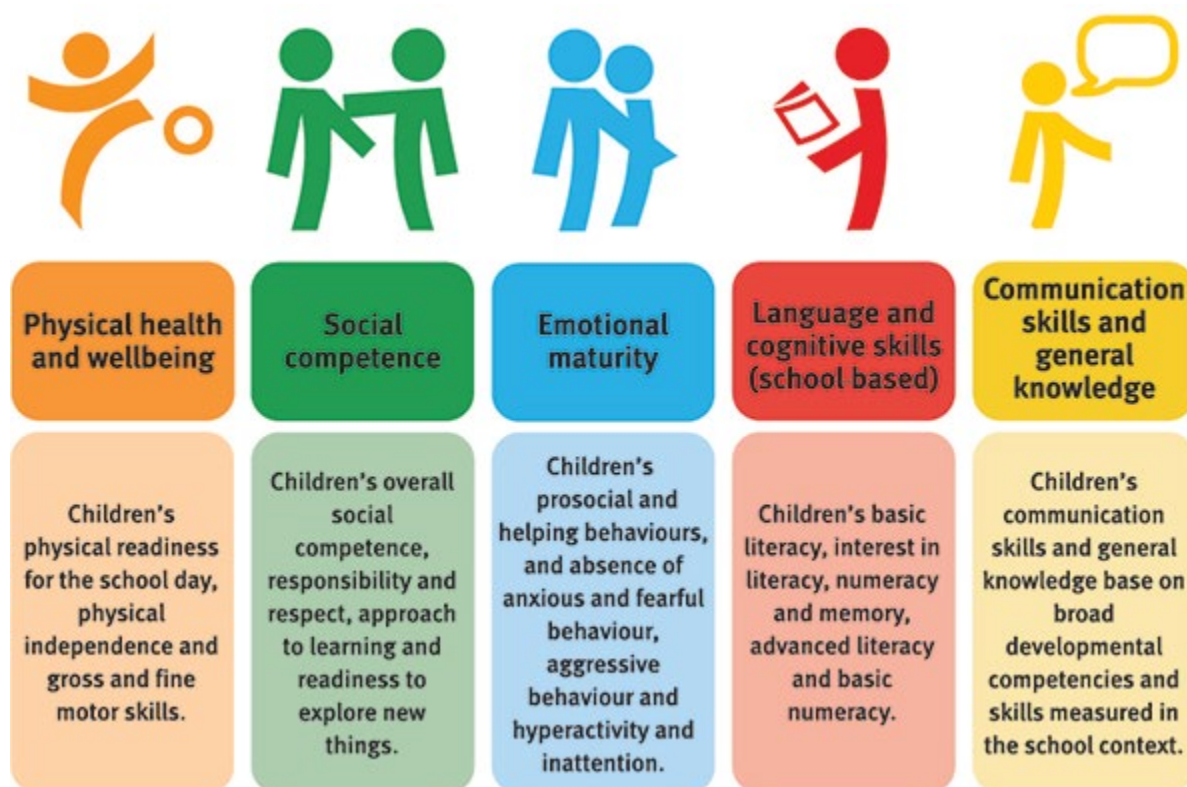 Physical health
and wellbeing
Social
competence
Emotional
maturity
Language and
cognitive skills
(school based)
Communication
skills and
general
knowledge
Children's
physical readiness
for the school day,
physical
independence and
gross and fine
motor skills.
Children's overall
social
competence,
responsibility and
respect, approach
to learning and
readiness to
explore new
things.
Children's
prosocial and
helping behaviours,
and absence of
anxious and fearful
behaviour,
aggressive
behaviour and
hyperactivity and
inattention.
Children's basic
literacy, interest in
literacy, numeracy
and memory,
advanced literacy
and basic
numeracy.
Children's
communication
skills and general
knowledge base on
broad
developmental
competencies and
skills measured in
the school context.